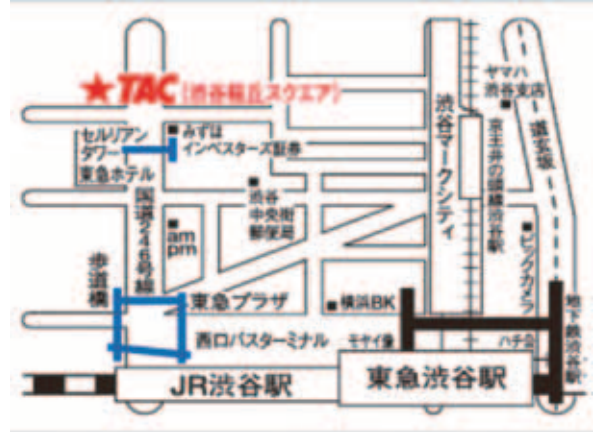 ★TAC(渋谷桜丘スクエア)
セルリアン
タワー
東急ホテル
みずほ
インベスターズ証券
国道246号線
渋谷
中央街
郵便局
am
pm
歩道橋
東急プラザ
横浜BK
西口バスターミナル
モヤイ像
渋谷マークシティ
京王井の頭線渋谷駅
ヤマハ
渋谷支店
道玄坂
ビックカメラ
ハチ公
地下鉄渋谷駅
JR渋谷駅
東急渋谷駅